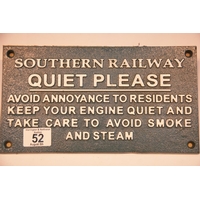 SOUTHERN RAILWAY
QUIET PLEASE
AVOID ANNOYANCE TO RESIDENTS
KEEP YOUR ENGINE QUIET AND
TAKE CARE TO AVOID SMOKE
AND STEAM
52